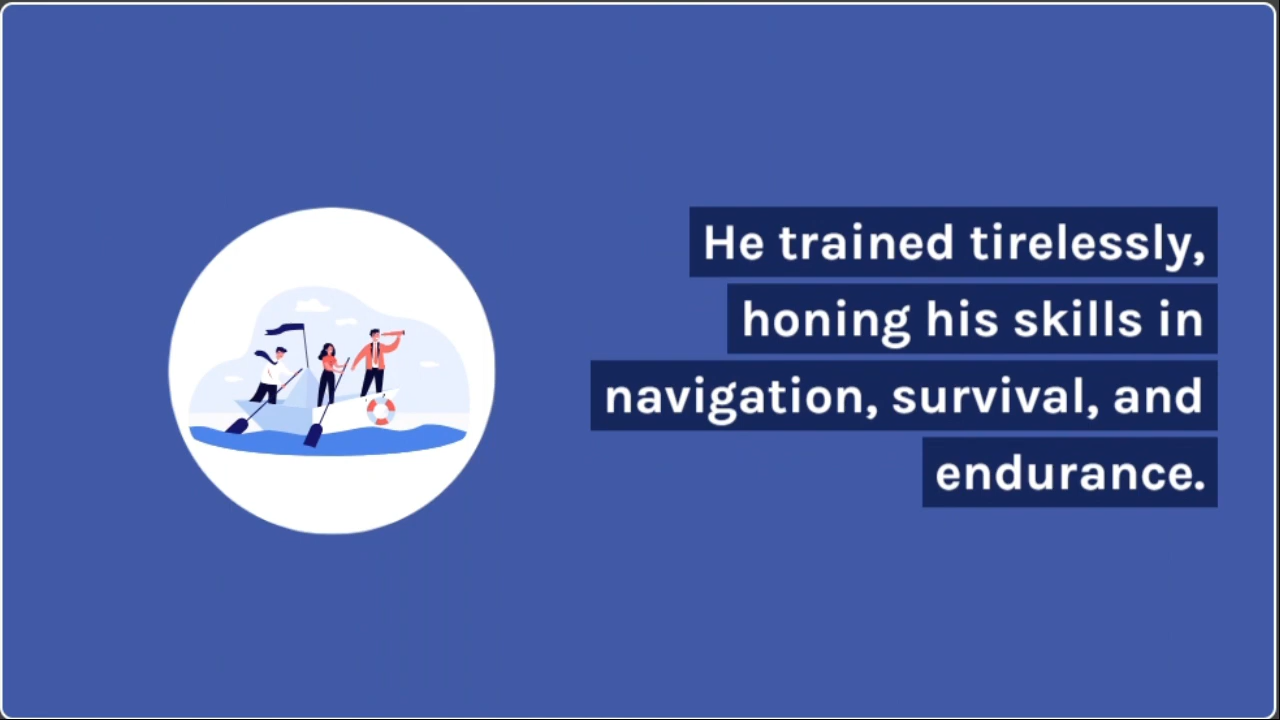 He trained tirelessly,
honing his skills in
navigation, survival, and
endurance.